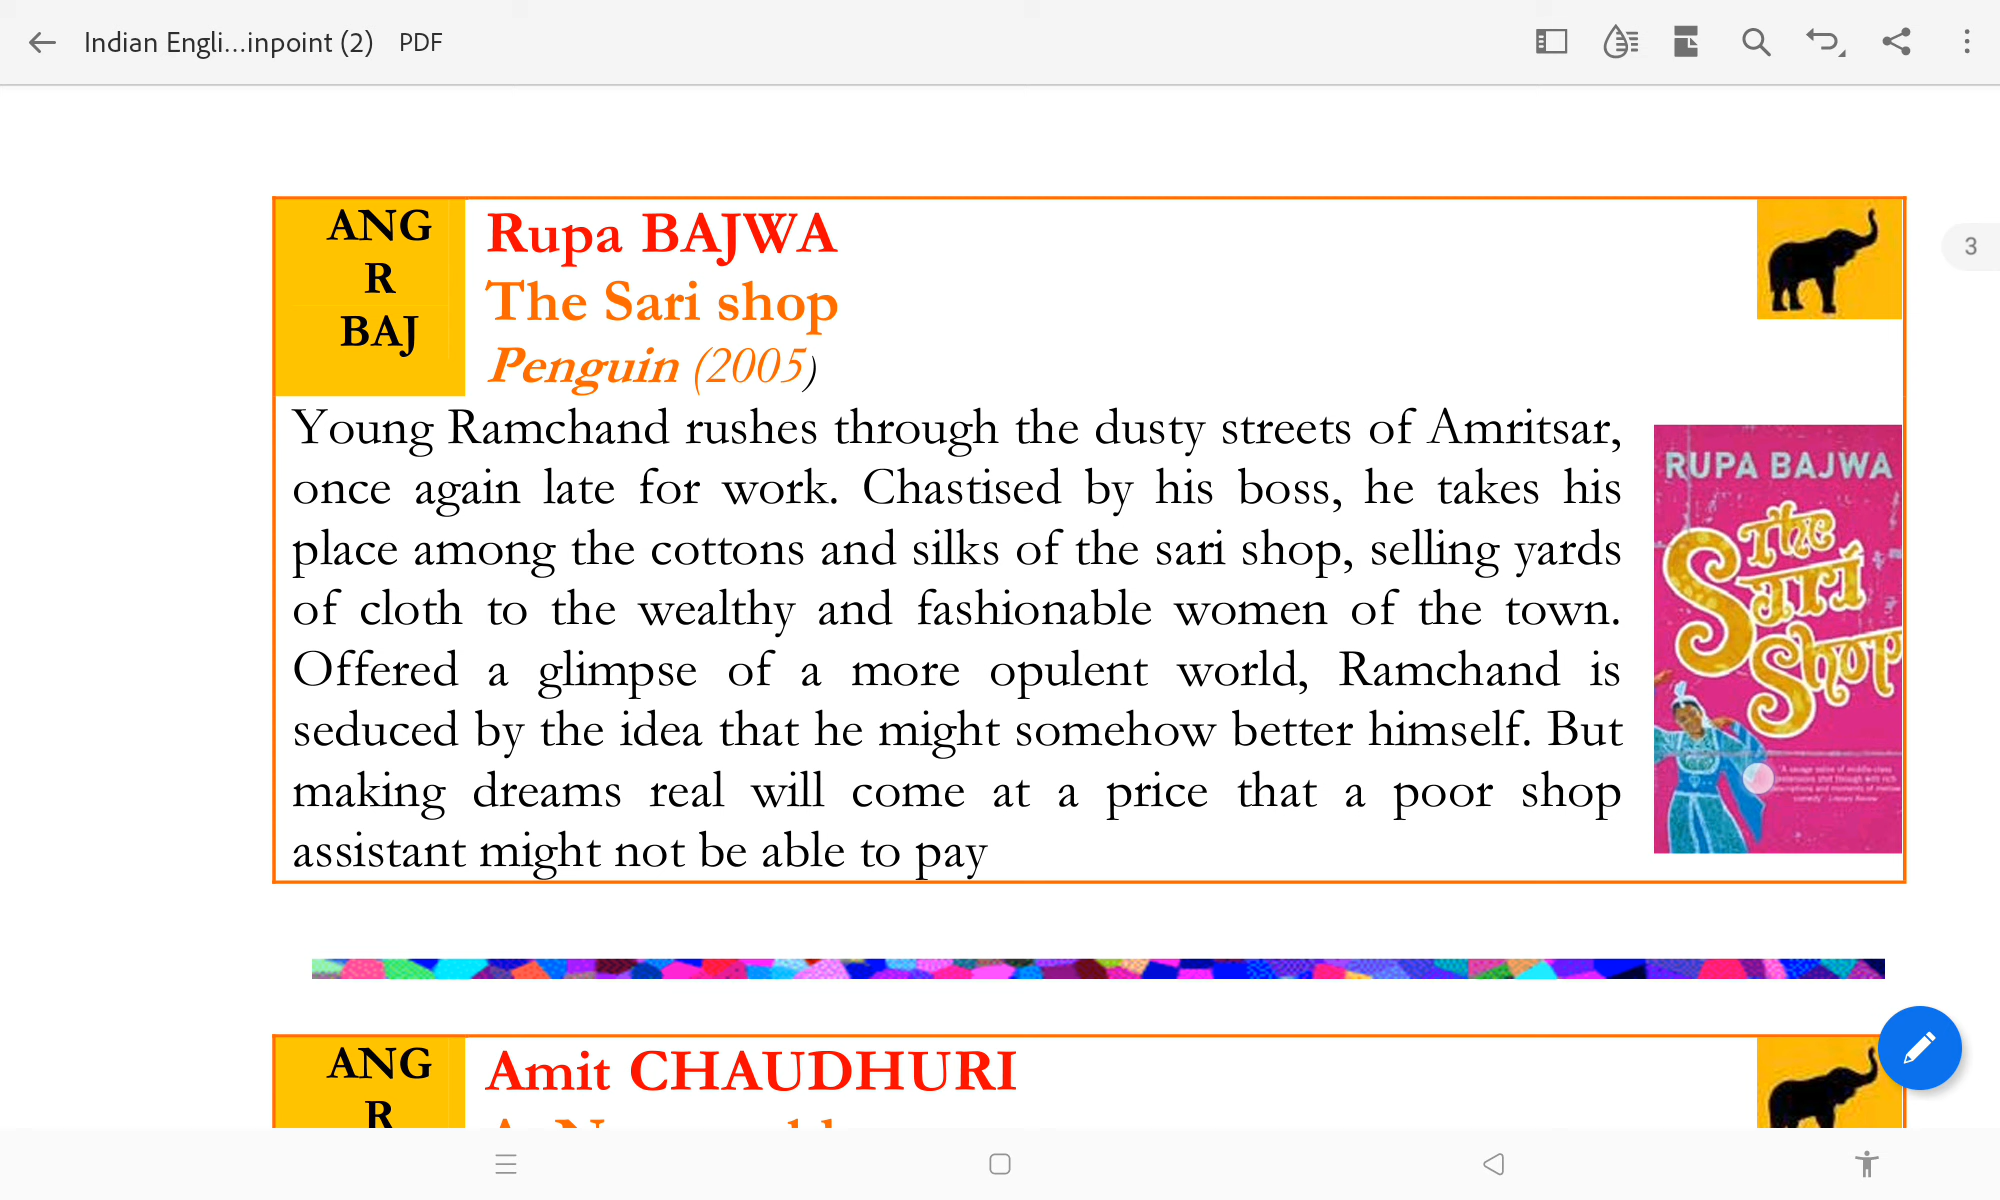 Indian Engli...inpoint (2) PDF
3
ANG
R
BAJ
Rupa BAJWA
The Sari shop
Penguin (2005)
Young Ramchand rushes through the dusty streets of Amritsar,
once again late for work. Chastised by his boss, he takes his
place among the cottons and silks of the sari shop, selling yards
of cloth to the wealthy and fashionable women of the town.
Offered a glimpse of a more opulent world, Ramchand is
seduced by the idea that he might somehow better himself. But
making dreams real will come at a price that a poor shop
assistant might not be able to pay
RUPA BAJWA
The
Sari
Shop
ANG
R
Amit CHAUDHURI